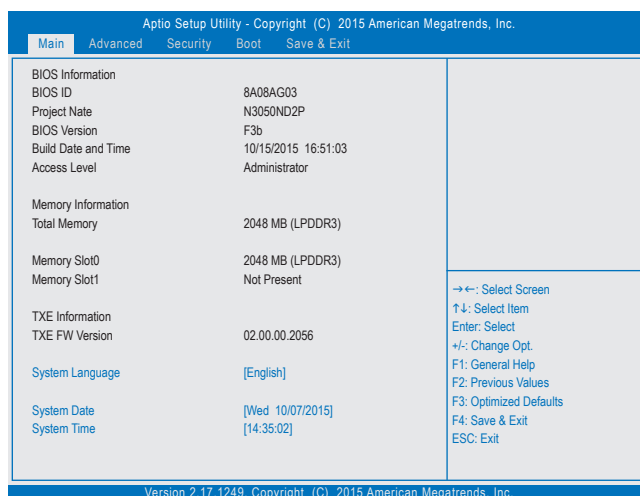 Aptio Setup Utility - Copyright (C) 2015 American Megatrends, Inc.
Main Advanced Security Boot Save & Exit
BIOS Information
BIOS ID 8A08AG03
Project Nate N3050ND2P
BIOS Version F3b
Build Date and Time 10/15/2015 16:51:03
Access Level Administrator
Memory Information
Total Memory 2048 MB (LPDDR3)
Memory Slot0 2048 MB (LPDDR3)
Memory Slot1 Not Present
TXE Information
TXE FW Version 02.00.00.2056
System Language [English]
System Date [Wed 10/07/2015]
System Time [14:35:02]
→←: Select Screen
↑↓: Select Item
Enter: Select
+/-: Change Opt.
F1: General Help
F2: Previous Values
F3: Optimized Defaults
F4: Save & Exit
ESC: Exit
Version 2.17.1249. Copyright (C) 2015 American Megatrends, Inc.